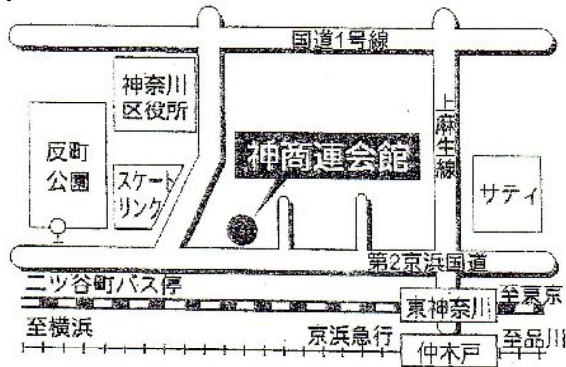 国道1号線
神奈川
区役所
上麻生線
反町
公園
神商運会館
スケート
リンク
サティ
第2京浜国道
二ツ谷町バス停
東神奈川
至東京
至横浜
京浜急行
仲木戸
至品川